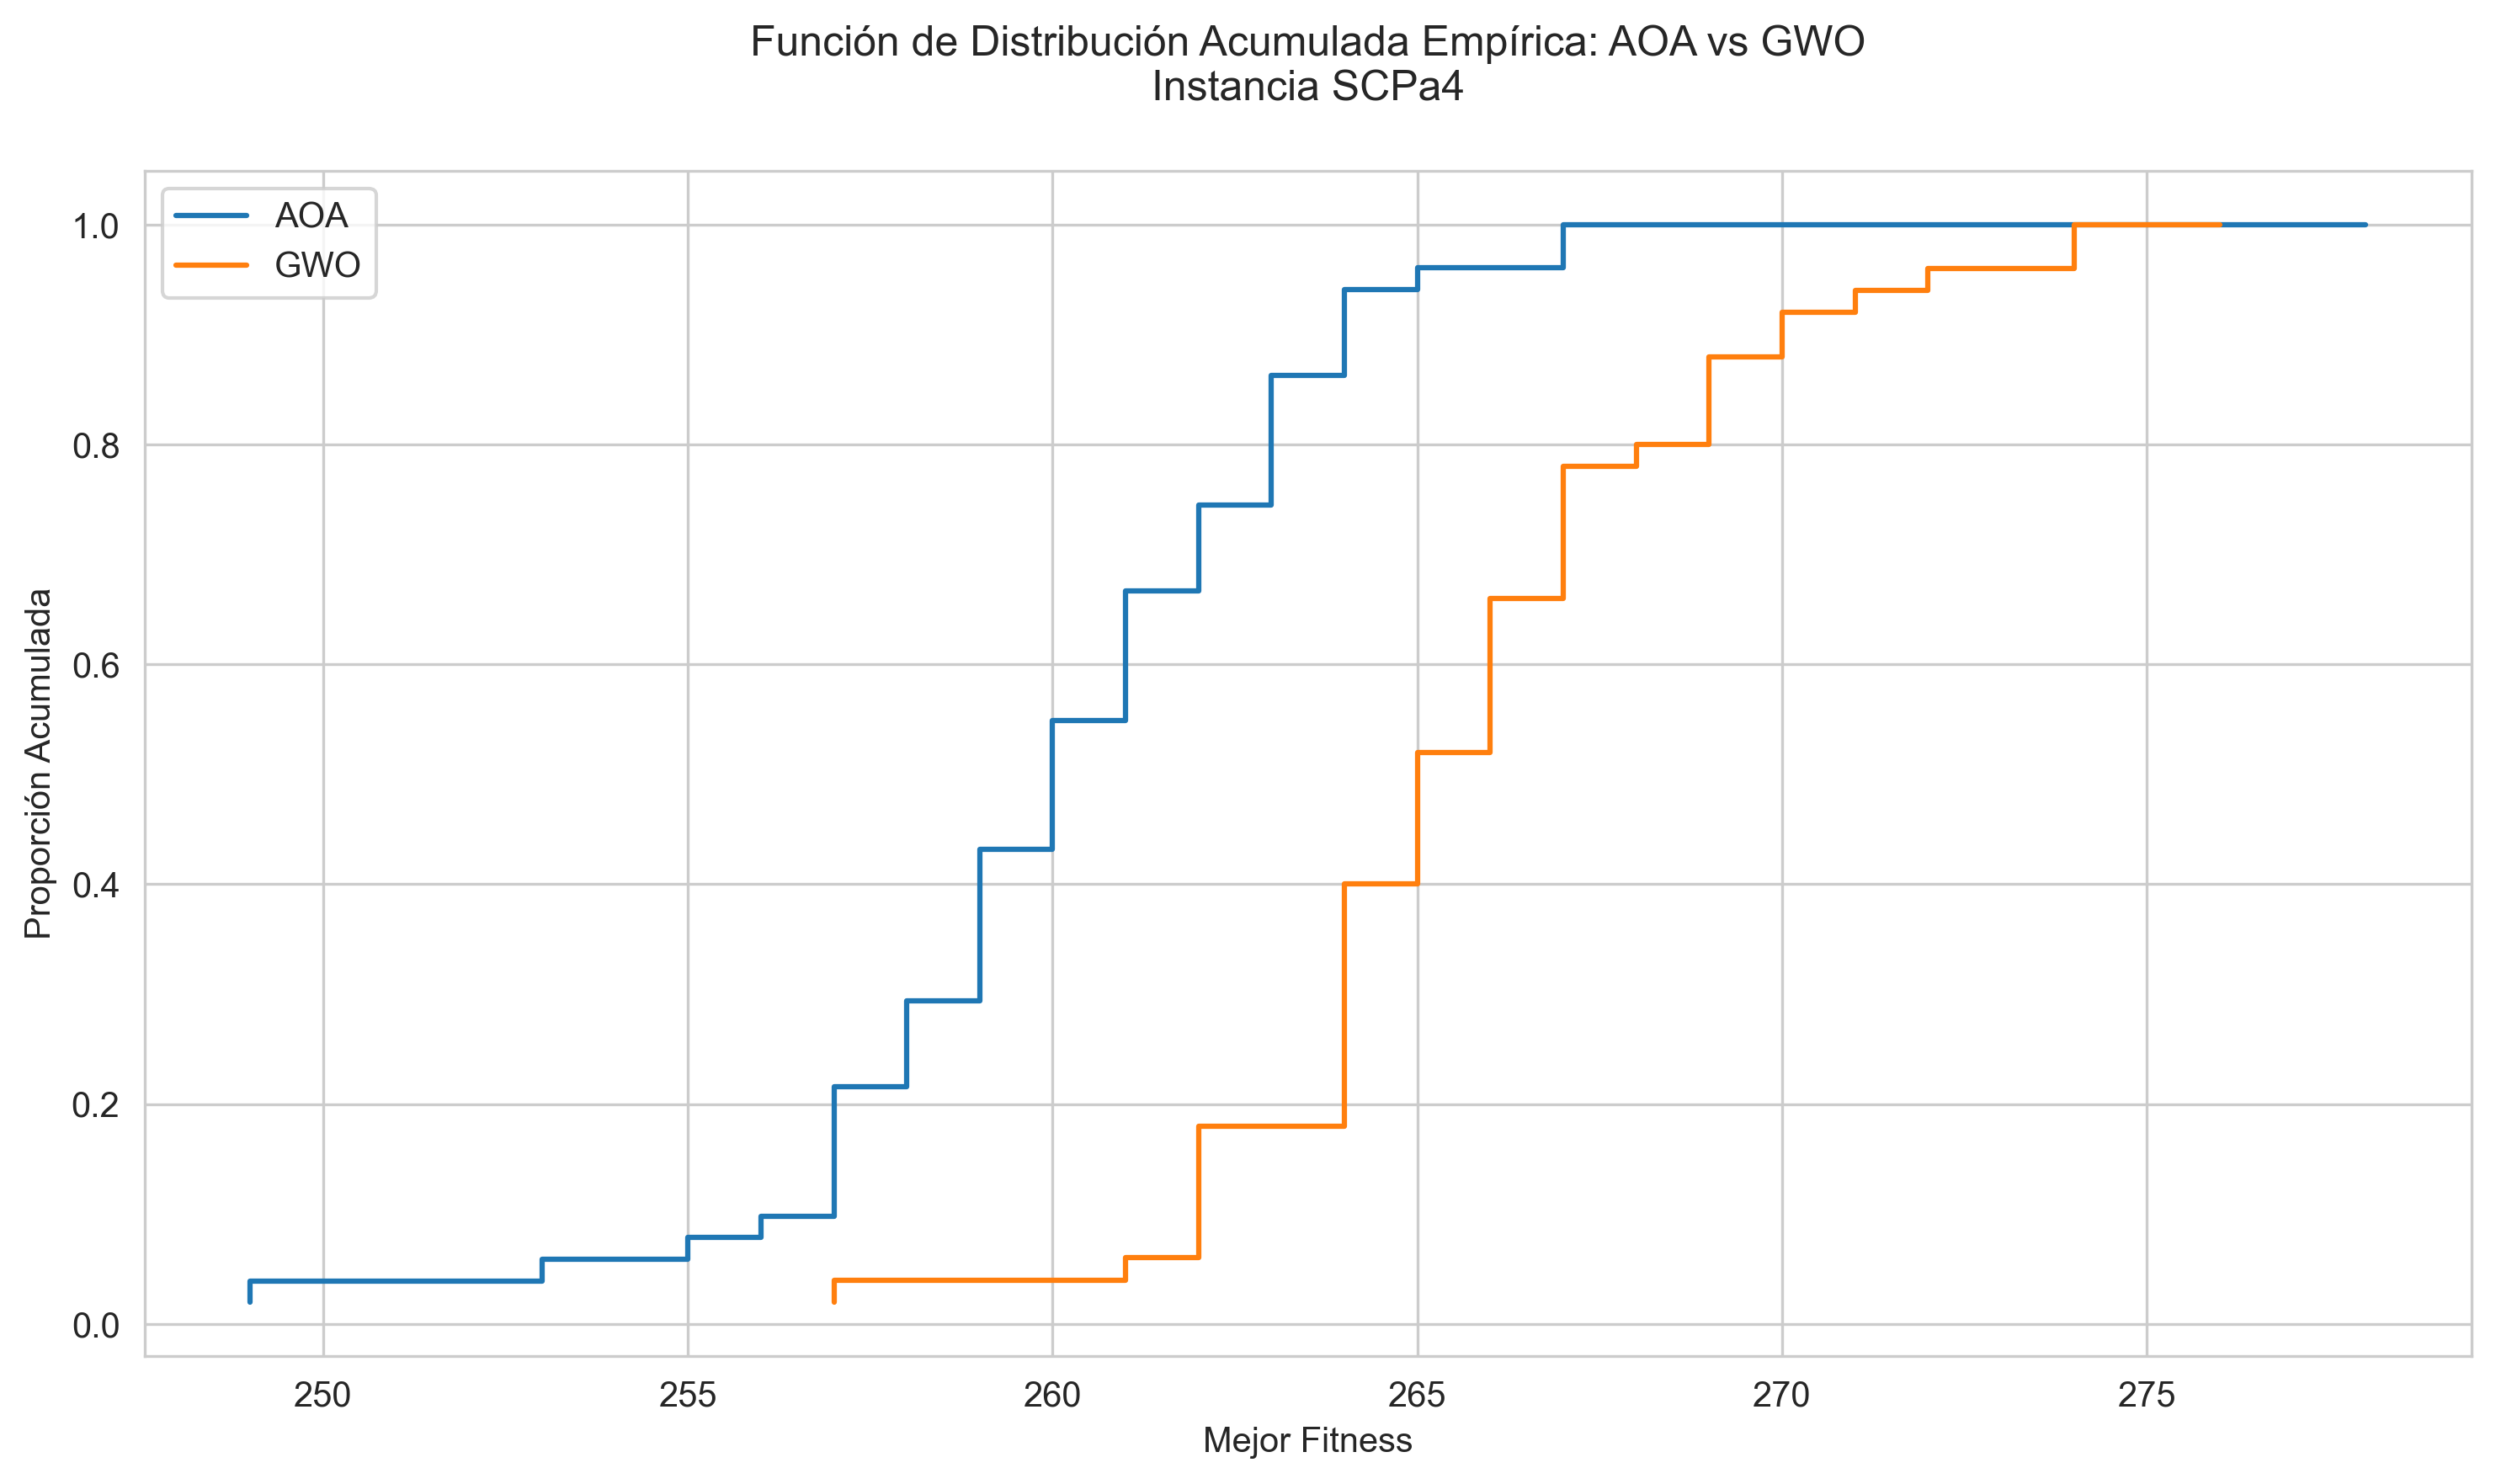 Función de Distribución Acumulada Empírica: AOA vs GWO
Instancia SCPa4
AOA
GWO
1.0
0.8
0.6
0.4
0.2
0.0
Proporción Acumulada
250
255
260
265
270
275
Mejor Fitness